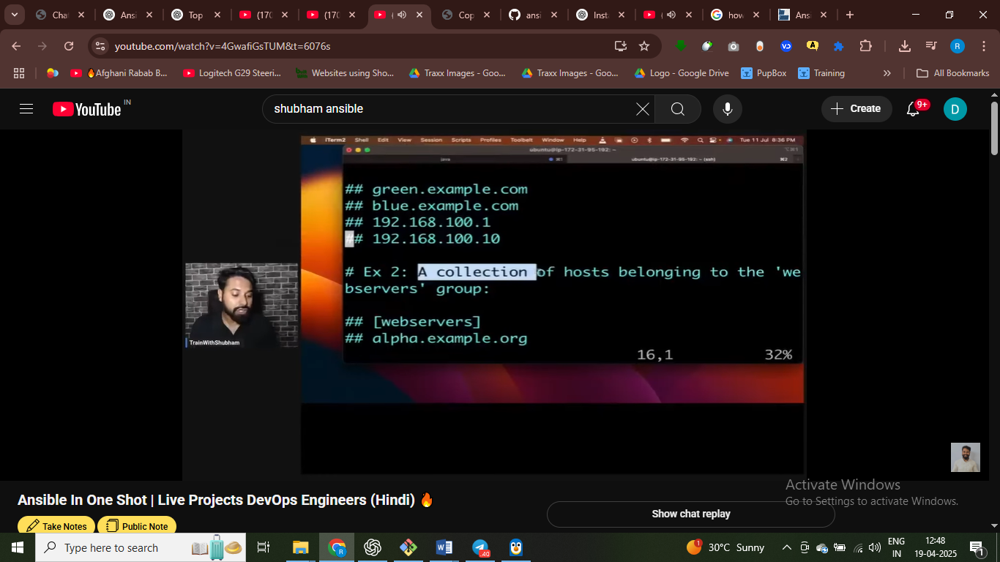 Chat
Ansi
Top
(170
(170
(
Cop
ansi
Inst
(
how
Ans
youtube.com/watch?v=4GwafiGsTUM&t=6076s
🔥Afghani Rabab B...
Logitech G29 Steeri...
Websites using Sho...
Traxx Images - Goo...
Traxx Images - Goo...
Logo - Google Drive
PupBox
Training
»
All Bookmarks
YouTube IN
shubham ansible
Create
9+
D
iTerm2 Shell Edit View Session Scripts Profiles Toolbelt Window Help Tue 11 Jul 8:36 PM
ubuntu@ip-172-31-95-192: ~
ubuntu@ip-172-31-95-192: ~ (ssh)
## green.example.com
## blue.example.com
## 192.168.100.1
## 192.168.100.10
# Ex 2: A collection of hosts belonging to the 'we
bservers' group:
## [webservers]
## alpha.example.org
16,1 32%
TrainWithShubham
Ansible In One Shot | Live Projects DevOps Engineers (Hindi) 🔥
Take Notes
Public Note
Show chat replay
Activate Windows
Go to Settings to activate Windows.
Type here to search
30°C Sunny
ENG
IN
12:48
19-04-2025